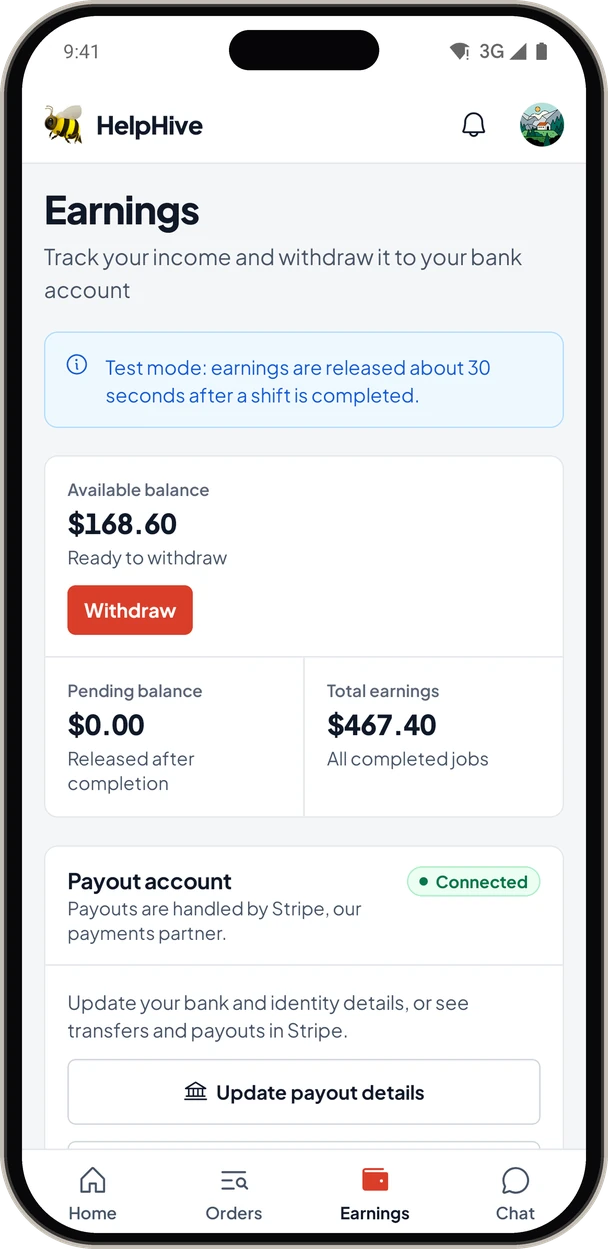 9:41
3G
HelpHive
Earnings
Track your income and withdraw it to your bank
account
Test mode: earnings are released about 30
seconds after a shift is completed.
Available balance
$168.60
Ready to withdraw
Withdraw
Pending balance
$0.00
Released after
completion
Total earnings
$467.40
All completed jobs
Payout account
Connected
Payouts are handled by Stripe, our
payments partner.
Update your bank and identity details, or see
transfers and payouts in Stripe.
Update payout details
Home
Orders
Earnings
Chat